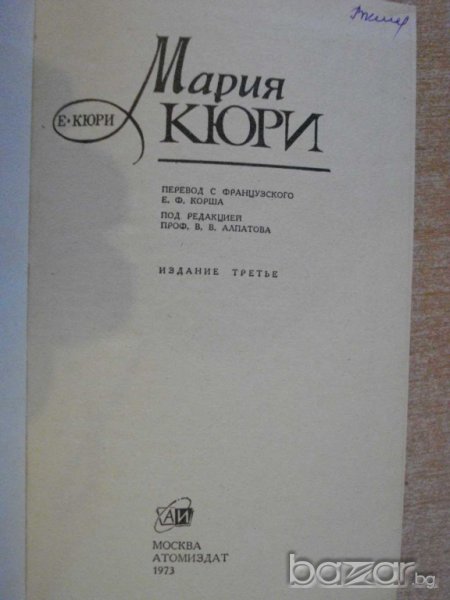 Мария
Е·КЮРИ
КЮРИ
ПЕРЕВОД С ФРАНЦУЗСКОГО
Е. Ф. КОРША
ПОД РЕДАКЦИЕЙ
ПРОФ. В. В. АЛПАТОВА
ИЗДАНИЕ ТРЕТЬЕ
АИ
МОСКВА
АТОМИЗДАТ
1973
bazar.bg